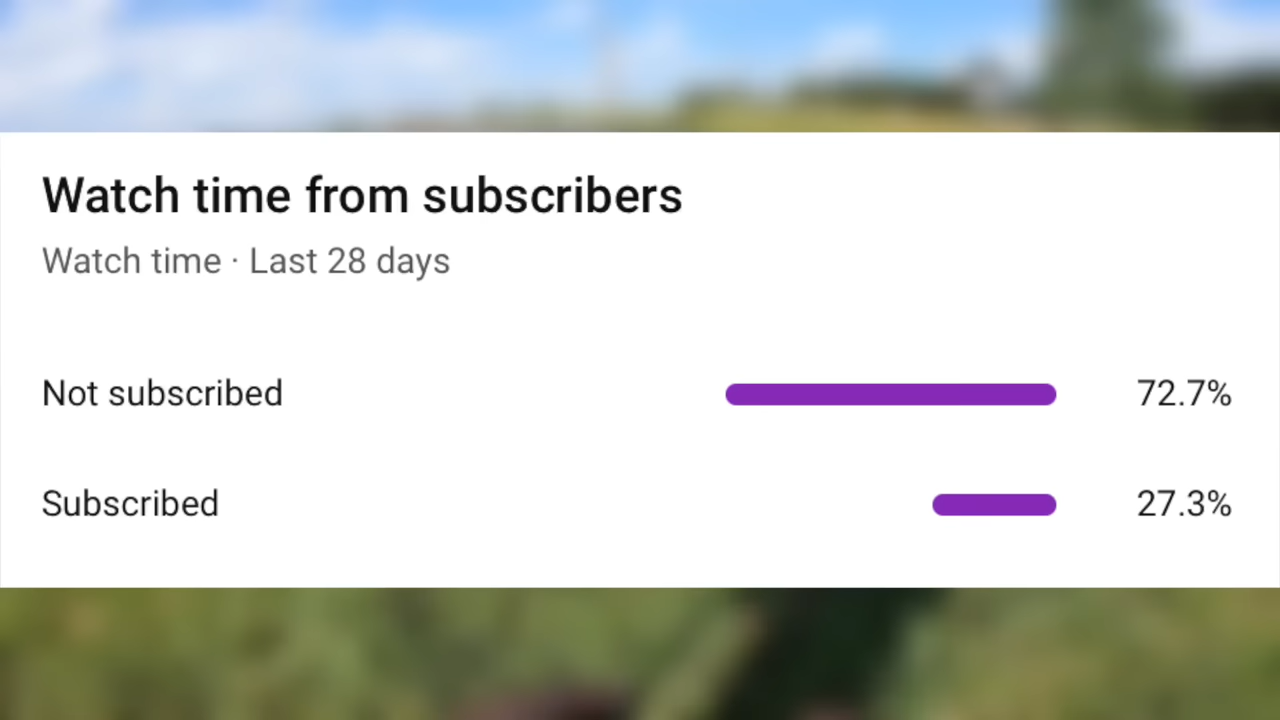 Watch time from subscribers
Watch time · Last 28 days
Not subscribed 72.7%
Subscribed 27.3%